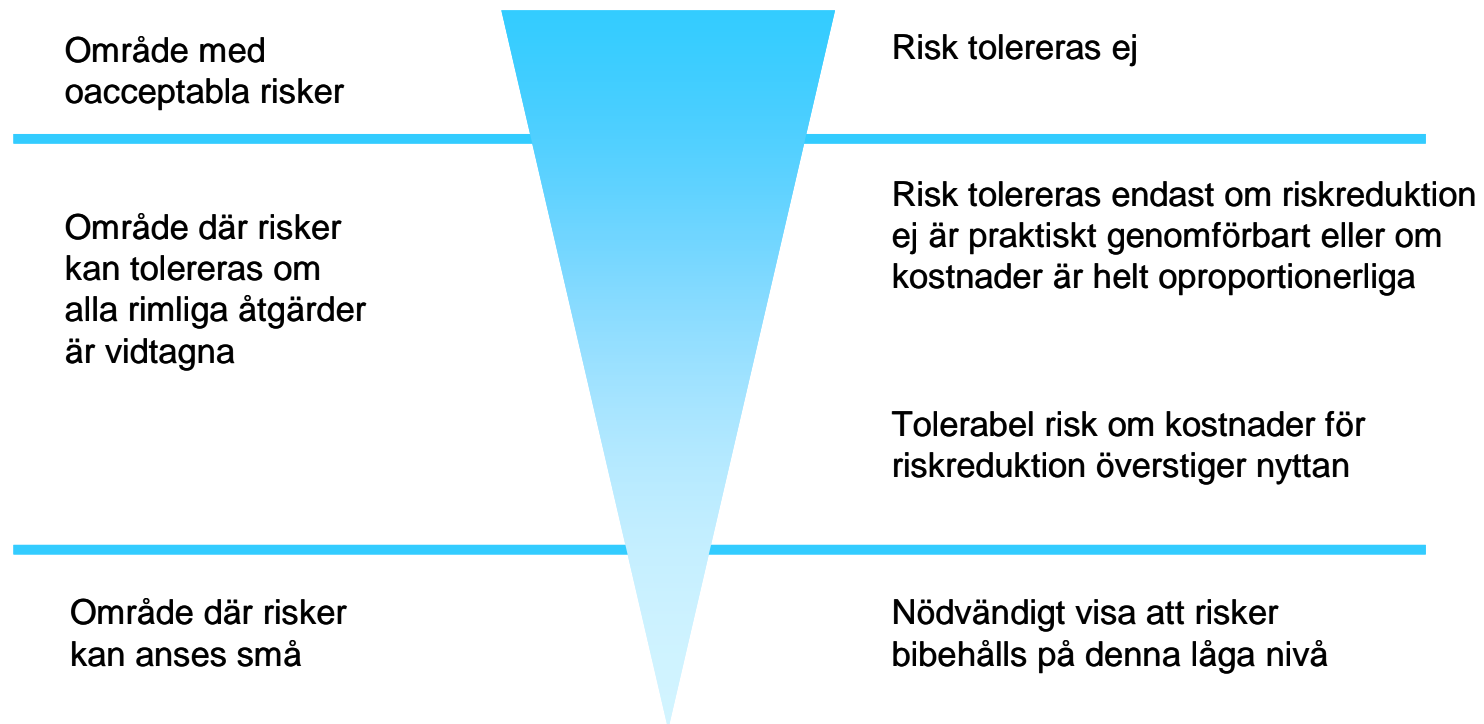 Område med
oacceptabla risker
Risk tolereras ej
Område där risker
kan tolereras om
alla rimliga åtgärder
är vidtagna
Risk tolereras endast om riskreduktion
ej är praktiskt genomförbart eller om
kostnader är helt oproportionerliga
Tolerabel risk om kostnader för
riskreduktion överstiger nyttan
Område där risker
kan anses små
Nödvändigt visa att risker
bibehålls på denna låga nivå